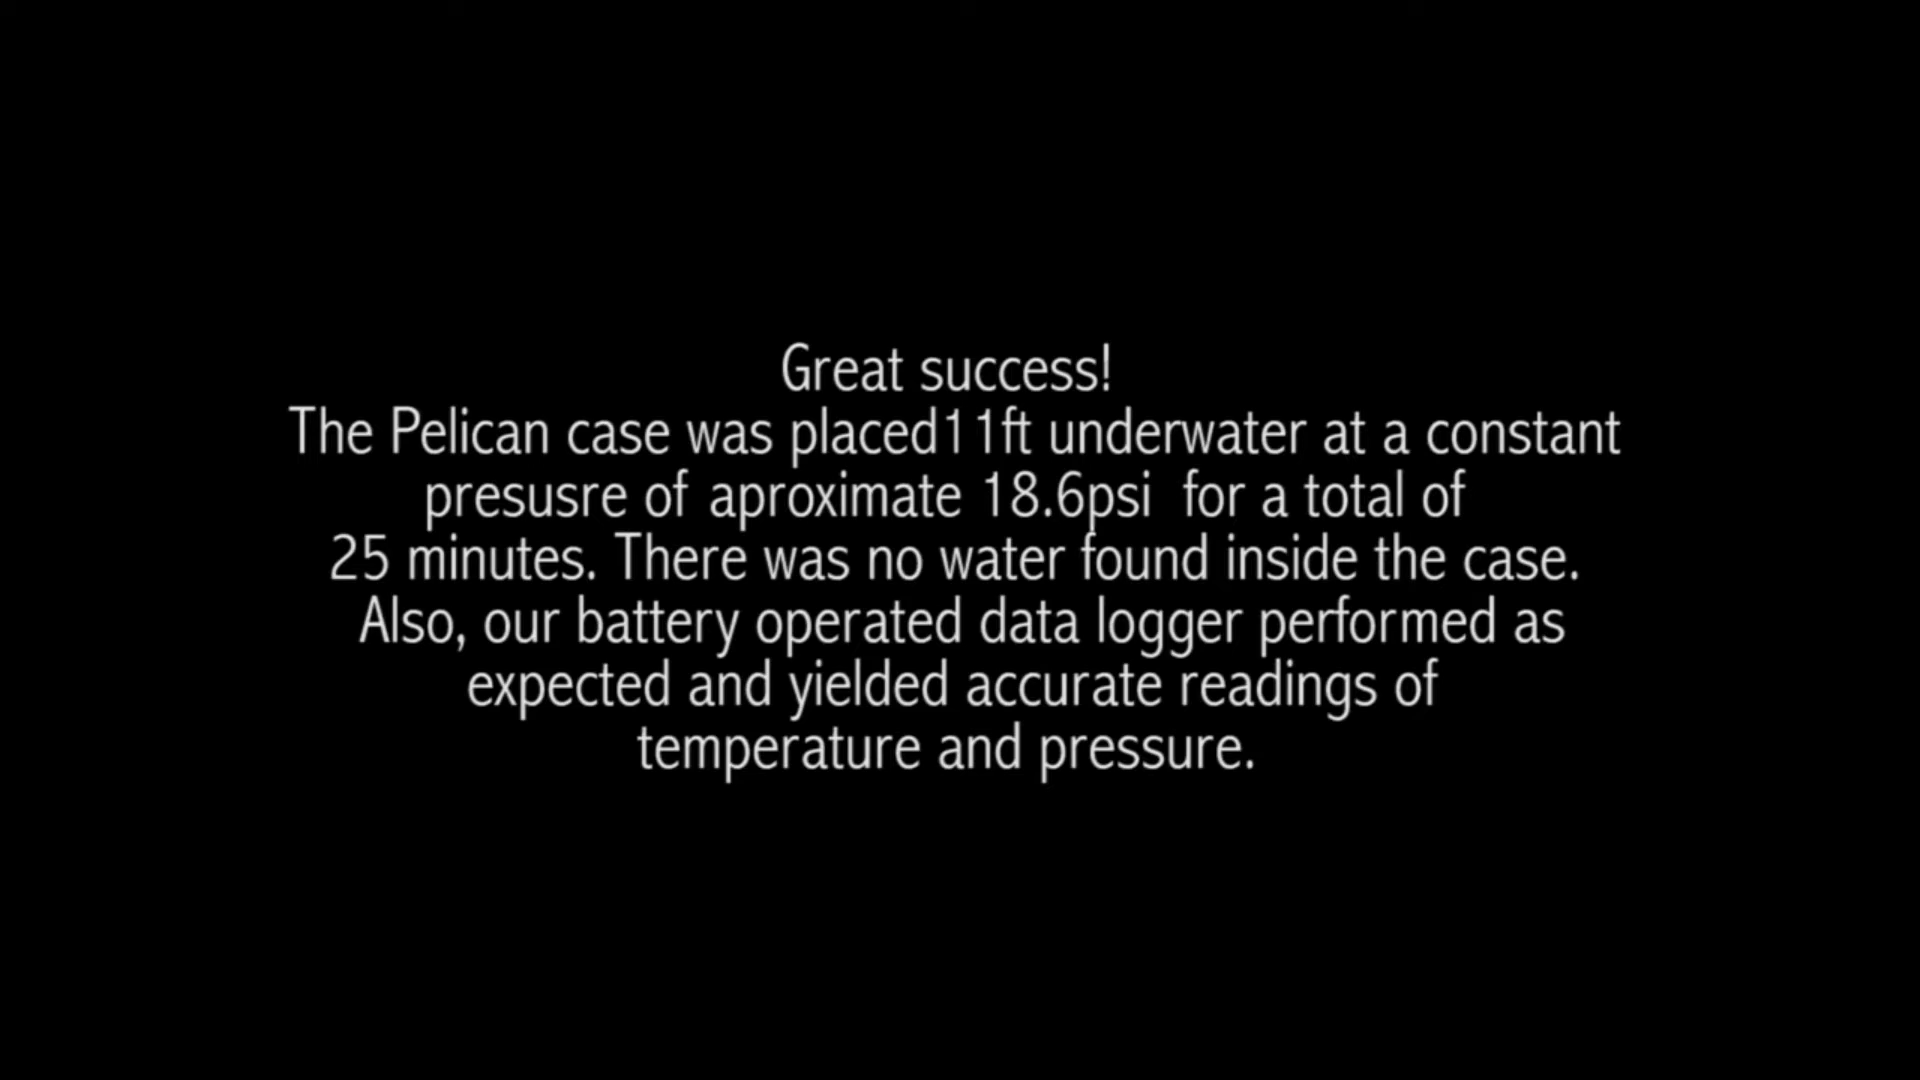 Great success!
The Pelican case was placed11ft underwater at a constant
presusre of aproximate 18.6psi  for a total of
25 minutes. There was no water found inside the case.
Also, our battery operated data logger performed as
expected and yielded accurate readings of
temperature and pressure.